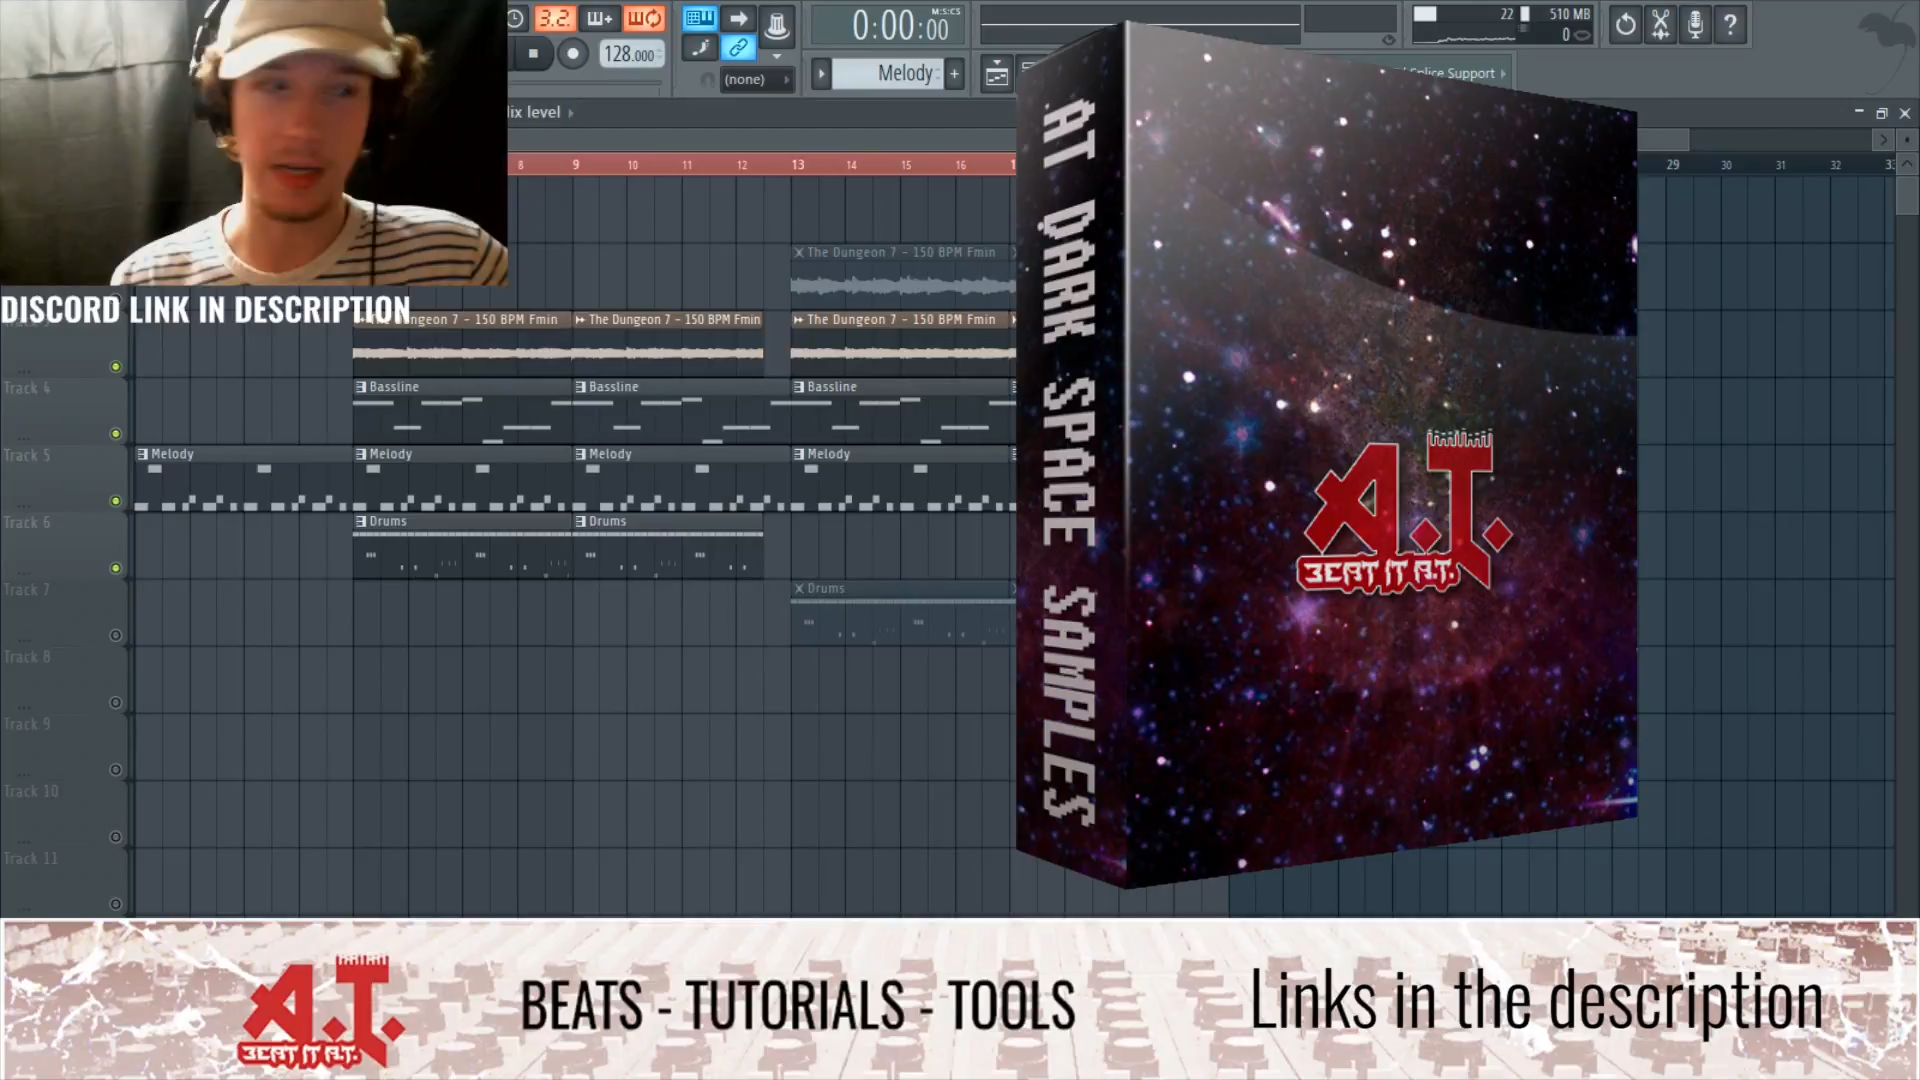 3.2.
128.000
(none)
0:00:00
M:S:CS
Melody
22
510 MB
0
Splice Support
Mix level
8 9 10 11 12 13 14 15 16
29 30 31 32 33
DISCORD LINK IN DESCRIPTION
The Dungeon 7 - 150 BPM Fmin
The Dungeon 7 - 150 BPM Fmin
The Dungeon 7 - 150 BPM Fmin
The Dungeon 7 - 150 BPM Fmin
Track 4
Bassline
Bassline
Bassline
Track 5
Melody
Melody
Melody
Melody
Track 6
Drums
Drums
Track 7
Drums
Track 8
Track 9
Track 10
Track 11
AT DARK SPACE SAMPLES
A.T.
BEAT IT A.T.
A.T.
BEAT IT A.T.
BEATS - TUTORIALS - TOOLS
Links in the description